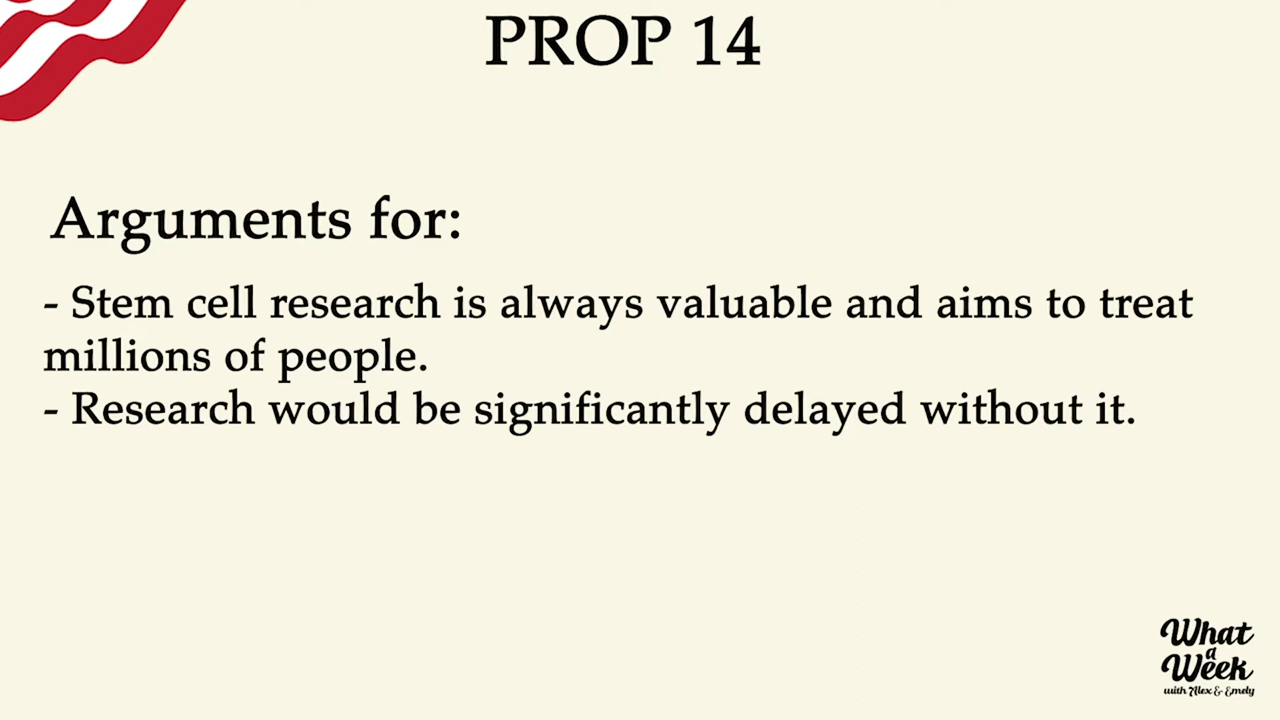 PROP 14
Arguments for:
- Stem cell research is always valuable and aims to treat
millions of people.
- Research would be significantly delayed without it.
What
a
Week
with Alex & Emely